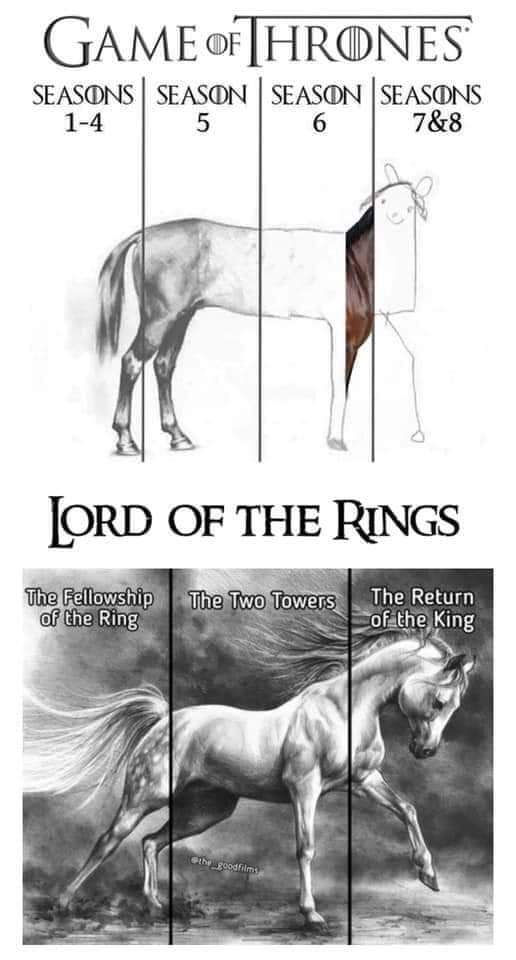 GAME OF THRONES
SEASONS SEASON SEASON SEASONS
1-4 5 6 7&8
LORD OF THE RINGS
The Fellowship
of the Ring
The Two Towers
The Return
of the King
@the_goodfilms